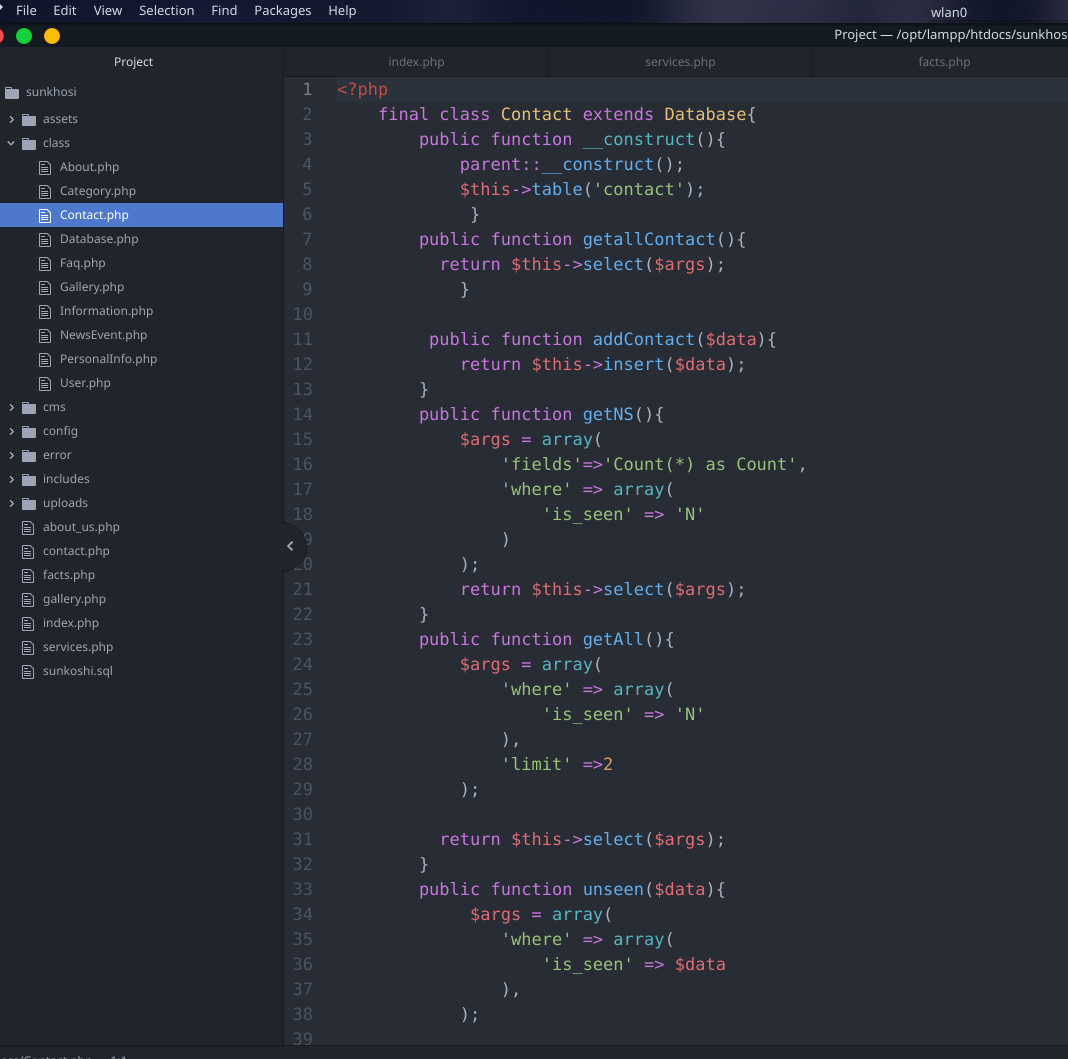 File Edit View Selection Find Packages Help
wlan0
Project — /opt/lampp/htdocs/sunkhos
Project
index.php
services.php
facts.php
sunkhosi
assets
class
About.php
Category.php
Contact.php
Database.php
Faq.php
Gallery.php
Information.php
NewsEvent.php
PersonalInfo.php
User.php
cms
config
error
includes
uploads
about_us.php
contact.php
facts.php
gallery.php
index.php
services.php
sunkoshi.sql
1 <?php
2 final class Contact extends Database{
3 public function __construct(){
4 parent::__construct();
5 $this->table('contact');
6 }
7 public function getallContact(){
8 return $this->select($args);
9 }
10
11 public function addContact($data){
12 return $this->insert($data);
13 }
14 public function getNS(){
15 $args = array(
16 'fields'=>'Count(*) as Count',
17 'where' => array(
18 'is_seen' => 'N'
9 )
20 );
21 return $this->select($args);
22 }
23 public function getAll(){
24 $args = array(
25 'where' => array(
26 'is_seen' => 'N'
27 ),
28 'limit' =>2
29 );
30
31 return $this->select($args);
32 }
33 public function unseen($data){
34 $args = array(
35 'where' => array(
36 'is_seen' => $data
37 ),
38 );
39